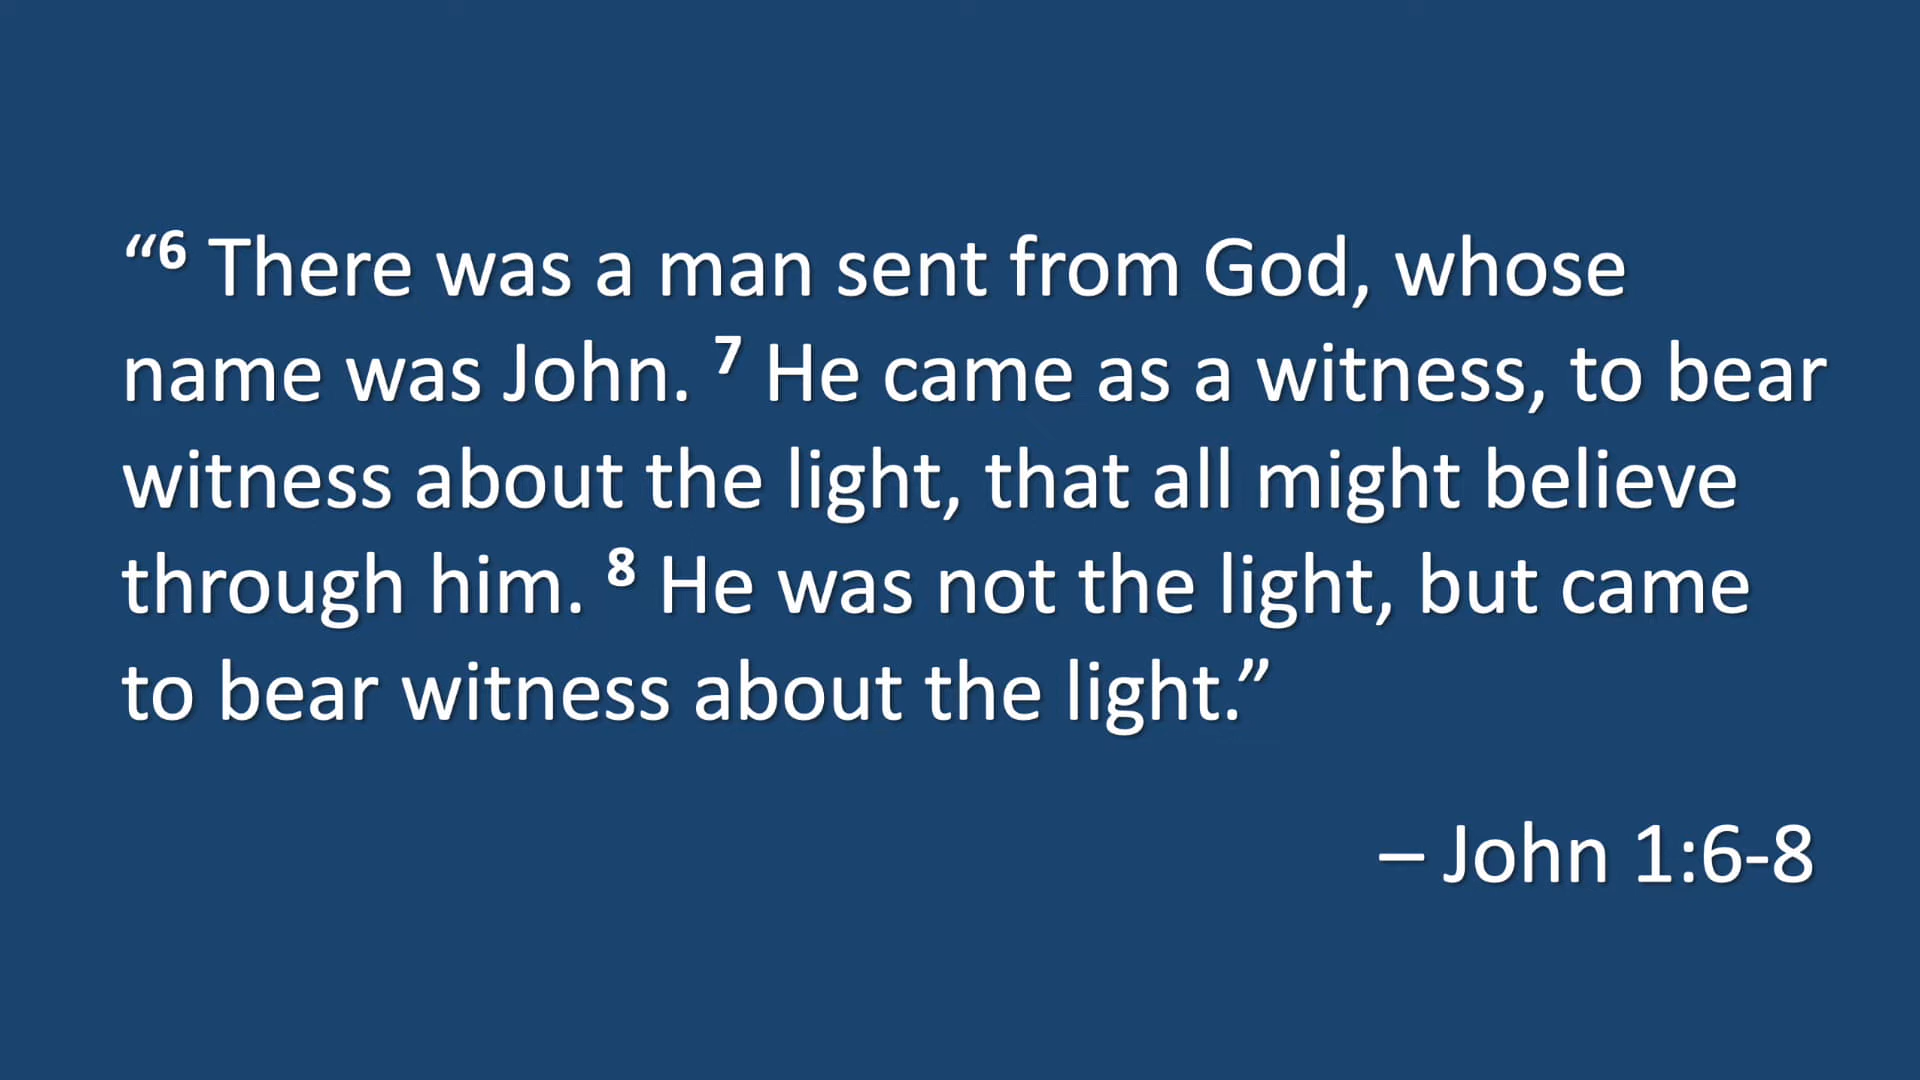 “⁶ There was a man sent from God, whose
name was John. ⁷ He came as a witness, to bear
witness about the light, that all might believe
through him. ⁸ He was not the light, but came
to bear witness about the light.”
– John 1:6-8